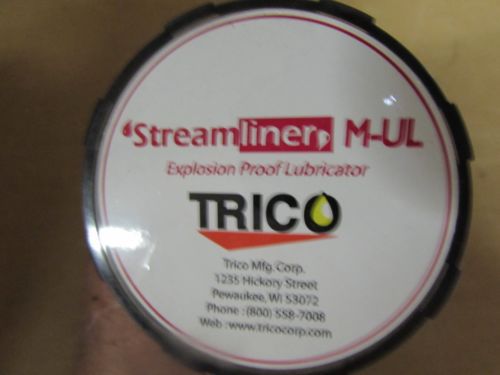 Streamliner M-UL
Explosion Proof Lubricator
TRICO
Trico Mfg. Corp.
1235 Hickory Street
Pewaukee, WI 53072
Phone : (800) 558-7008
Web : www.tricocorp.com